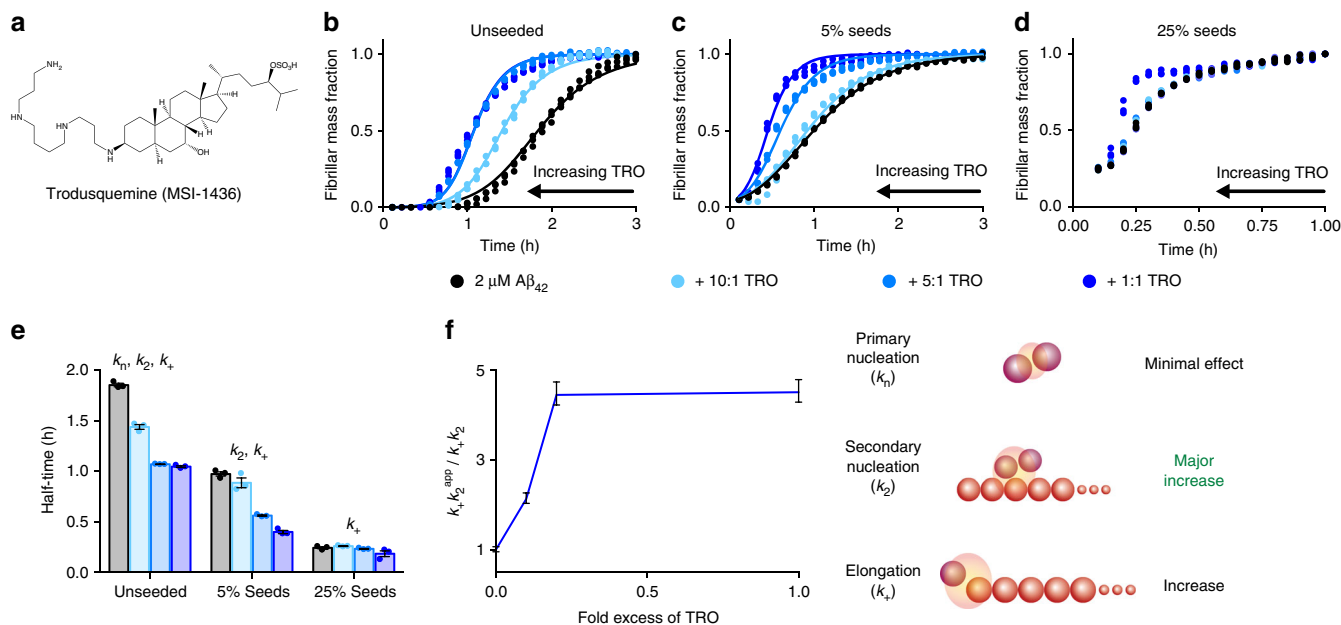 a
NH2
HN
NH
HN
N
H
H
H
H
H
H
OH
OSO3H
Trodusquemine (MSI-1436)
b
Unseeded
Fibrillar mass fraction
1.0
0.5
0.0
0
1
2
3
Time (h)
Increasing TRO
c
5% seeds
Fibrillar mass fraction
1.0
0.5
0.0
0
1
2
3
Time (h)
Increasing TRO
d
25% seeds
Fibrillar mass fraction
1.0
0.5
0.0
0.00
0.25
0.50
0.75
1.00
Time (h)
Increasing TRO
2 μM Aβ42
+ 10:1 TRO
+ 5:1 TRO
+ 1:1 TRO
e
Half-time (h)
2.0
1.5
1.0
0.5
0.0
kn, k2, k+
k2, k+
k+
Unseeded
5% Seeds
25% Seeds
f
k+k2app / k+k2
5
3
1
0.0
0.5
1.0
Fold excess of TRO
Primary
nucleation
(kn)
Minimal effect
Secondary
nucleation
(k2)
Major
increase
Elongation
(k+)
Increase